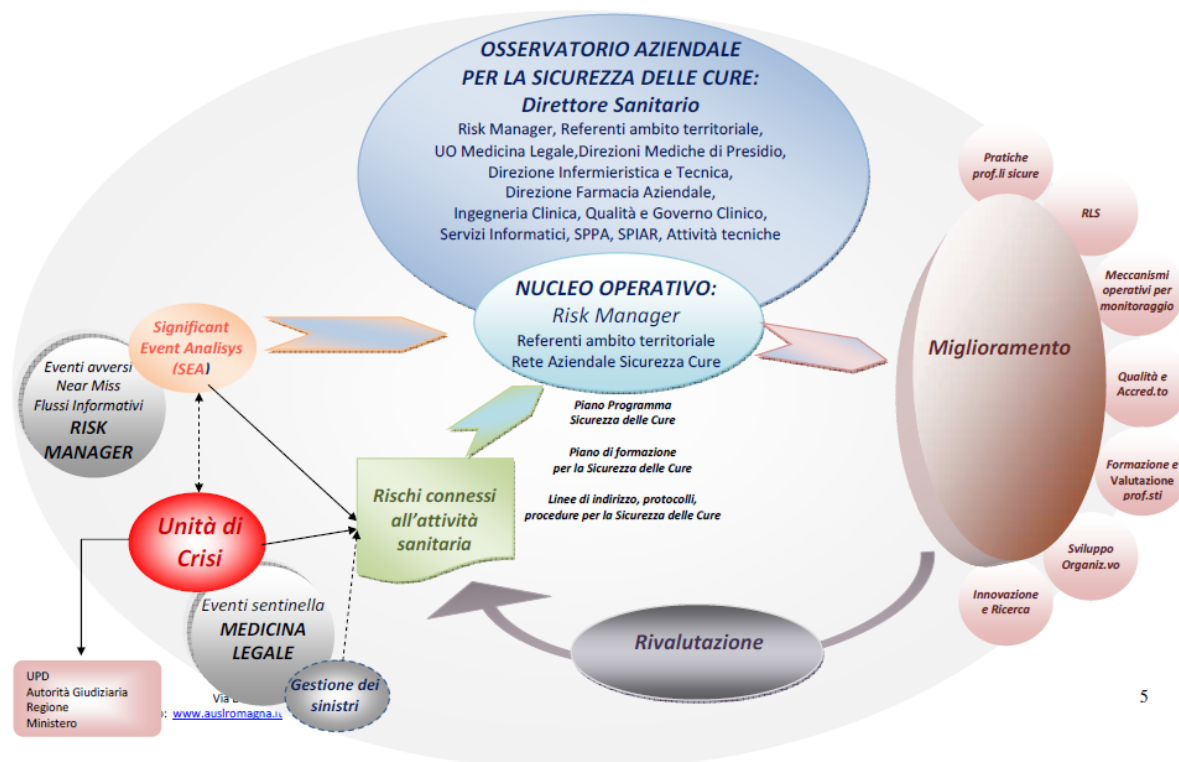 OSSERVATORIO AZIENDALE
PER LA SICUREZZA DELLE CURE:
Direttore Sanitario
Risk Manager, Referenti ambito territoriale,
UO Medicina Legale,Direzioni Mediche di Presidio,
Direzione Infermieristica e Tecnica,
Direzione Farmacia Aziendale,
Ingegneria Clinica, Qualità e Governo Clinico,
Servizi Informatici, SPPA, SPIAR, Attività tecniche
NUCLEO OPERATIVO:
Risk Manager
Referenti ambito territoriale
Rete Aziendale Sicurezza Cure
Significant
Event Analisys
(SEA)
Eventi avversi
Near Miss
Flussi Informativi
RISK
MANAGER
Piano Programma
Sicurezza delle Cure
Piano di formazione
per la Sicurezza delle Cure
Linee di indirizzo, protocolli,
procedure per la Sicurezza delle Cure
Rischi connessi
all’attività
sanitaria
Unità di
Crisi
Eventi sentinella
MEDICINA
LEGALE
Gestione dei
sinistri
UPD
Autorità Giudiziaria
Regione
Ministero
Via
www.auslromagna.it
Rivalutazione
Miglioramento
Pratiche
prof.li sicure
RLS
Meccanismi
operativi per
monitoraggio
Qualità e
Accred.to
Formazione e
Valutazione
prof.sti
Sviluppo
Organiz.vo
Innovazione
e Ricerca
5